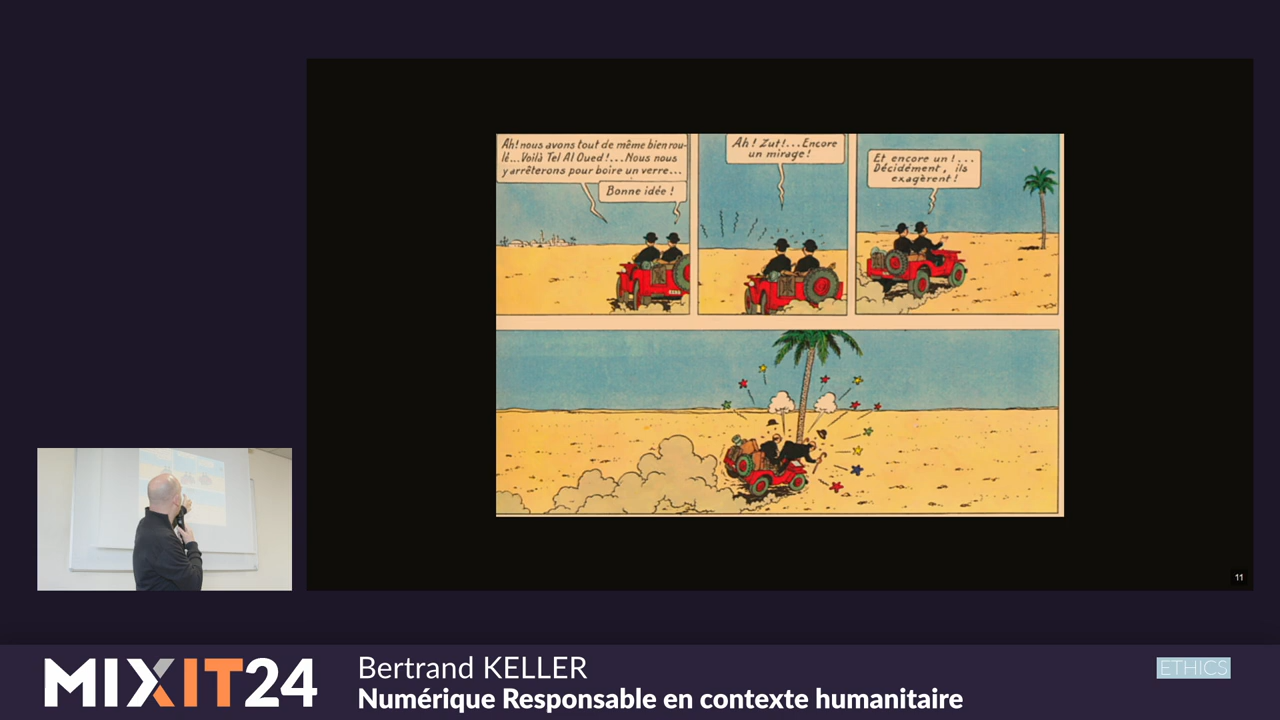 Ah! nous avons tout de même bien rou-
lé...Voilà Tel Al Oued!...Nous nous
y arrêterons pour boire un verre...
Bonne idée !
Ah ! Zut!...Encore
un mirage!
Et encore un !...
Décidément, ils
exagèrent !
11
MIXIT24
Bertrand KELLER
Numérique Responsable en contexte humanitaire
ETHICS